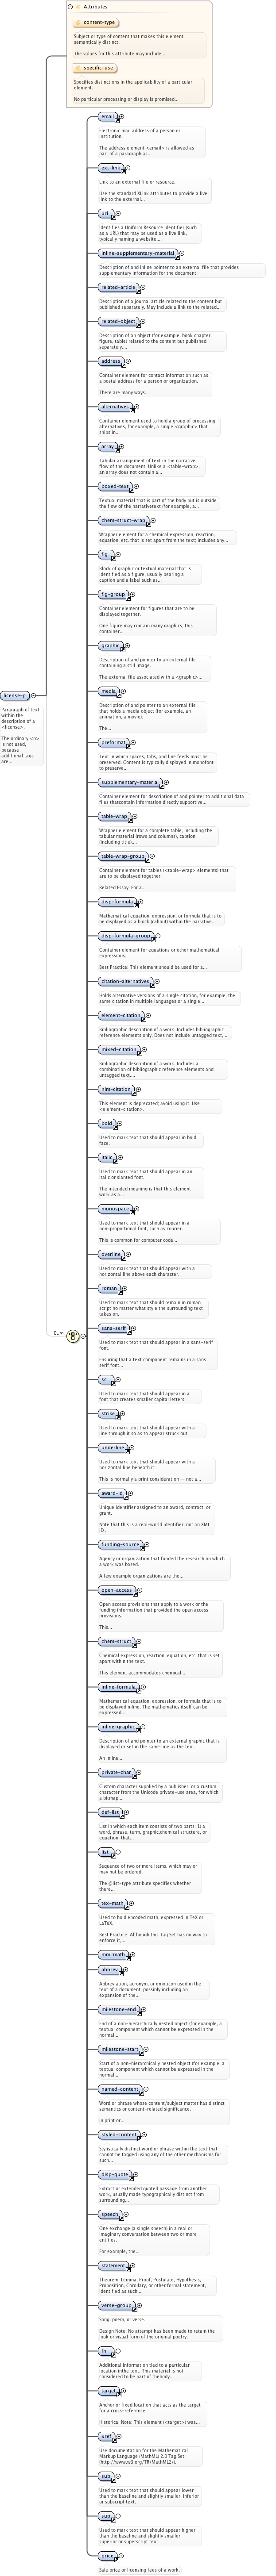 Attributes
content-type
Subject or type of content that makes this element
semantically distinct.
The values for this attribute may include...
specific-use
Specifies distinctions in the applicability of a particular
element.
No particular processing or display is promised...
email
Electronic mail address of a person or
institution.
The address element <email> is allowed as
part of a paragraph as...
ext-link
Link to an external file or resource.
Use the standard XLink attributes to provide a live
link to the external...
uri
Identifies a Uniform Resource Identifier (such
as a URL) that may be used as a live link,
typically naming a website,...
inline-supplementary-material
Description of and inline pointer to an external file that provides
supplementary information for the document.
related-article
Description of a journal article related to the content but
published separately. May include a link to the related...
related-object
Description of an object (for example, book chapter,
figure, table) related to the content but published
separately....
address
Container element for contact information such as
a postal address for a person or organization.
There are many ways...
alternatives
Container element used to hold a group of processing
alternatives, for example, a single <graphic> that
ships in...
array
Tabular arrangement of text in the narrative
flow of the document. Unlike a <table-wrap>,
an array does not contain a...
boxed-text
Textual material that is part of the body but is outside
the flow of the narrativetext (for example, a...
chem-struct-wrap
Wrapper element for a chemical expression, reaction,
equation, etc. that is set apart from the text; includes any...
fig
Block of graphic or textual material that is
identified as a figure, usually bearing a
caption and a label such as...
fig-group
Container element for figures that are to be
displayed together.
One figure may contain many graphics; this
container...
graphic
Description of and pointer to an external file
containing a still image.
The external file associated with a <graphic>...
license-p
Paragraph of text
within the
description of a
<license>.
The ordinary <p>
is not used,
because
additional tags
are...
media
Description of and pointer to an external file
that holds a media object (for example, an
animation, a movie).
The...
preformat
Text in which spaces, tabs, and line feeds must be
preserved. Content is typically displayed in monofont
to preserve...
supplementary-material
Container element for description of and pointer to additional data
files thatcontain information directly supportive...
table-wrap
Wrapper element for a complete table, including the
tabular material (rows and columns), caption
(including title),...
table-wrap-group
Container element for tables (<table-wrap> elements) that
are to be displayed together.
Related Essay: For a...
disp-formula
Mathematical equation, expression, or formula that is to
be displayed as a block (callout) within the narrative...
disp-formula-group
Container element for equations or other mathematical
expressions.
Best Practice: This element should be used for a...
citation-alternatives
Holds alternative versions of a single citation, for example, the
same citation in multiple languages or a single...
element-citation
Bibliographic description of a work. Includes bibliographic
reference elements only. Does not include untagged text,...
mixed-citation
Bibliographic description of a work. Includes a
combination of bibliographic reference elements and
untagged text....
nlm-citation
This element is deprecated; avoid using it. Use
<element-citation>.
bold
Used to mark text that should appear in bold
face.
italic
Used to mark text that should appear in an
italic or slanted font.
The intended meaning is that this element
work as a...
monospace
Used to mark text that should appear in a
non-proportional font, such as courier.
This is common for computer code...
overline
Used to mark text that should appear with a
horizontal line above each character.
roman
Used to mark text that should remain in roman
script no matter what style the surrounding text
takes on.
0..∞
sans-serif
Used to mark text that should appear in a sans-serif
font.
Ensuring that a text component remains in a sans
serif font...
sc
Used to mark text that should appear in a
font that creates smaller capital letters.
strike
Used to mark text that should appear with a
line through it so as to appear struck out.
underline
Used to mark text that should appear with a
horizontal line beneath it.
This is normally a print consideration — not a...
award-id
Unique identifier assigned to an award, contract, or
grant.
Note that this is a real-world identifier, not an XML
ID .
funding-source
Agency or organization that funded the research on which
a work was based.
A few example organizations are the...
open-access
Open access provisions that apply to a work or the
funding information that provided the open access
provisions.
This...
chem-struct
Chemical expression, reaction, equation, etc. that is set
apart within the text.
This element accommodates chemical...
inline-formula
Mathematical equation, expression, or formula that is to
be displayed inline. The mathematics itself can be
expressed...
inline-graphic
Description of and pointer to an external graphic that is
displayed or set in the same line as the text.
An inline...
private-char
Custom character supplied by a publisher, or a custom
character from the Unicode private-use area, for which
a bitmap...
def-list
List in which each item consists of two parts: 1) a
word, phrase, term, graphic,chemical structure, or
equation, that...
list
Sequence of two or more items, which may or
may not be ordered.
The @list-type attribute specifies whether
there...
tex-math
Used to hold encoded math, expressed in TeX or
LaTeX.
Best Practice: Although this Tag Set has no way to
enforce it,...
mml:math
abbrev
Abbreviation, acronym, or emoticon used in the
text of a document, possibly including an
expansion of the...
milestone-end
End of a non-hierarchically nested object (for example, a
textual component which cannot be expressed in the
normal...
milestone-start
Start of a non-hierarchically nested object (for example, a
textual component which cannot be expressed in the
normal...
named-content
Word or phrase whose content/subject matter has distinct
semantics or content-related significance.
In print or...
styled-content
Stylistically distinct word or phrase within the text that
cannot be tagged using any of the other mechanisms for
such...
disp-quote
Extract or extended quoted passage from another
work, usually made typographically distinct from
surrounding...
speech
One exchange (a single speech) in a real or
imaginary conversation between two or more
entities.
For example, the...
statement
Theorem, Lemma, Proof, Postulate, Hypothesis,
Proposition, Corollary, or other formal statement,
identified as such...
verse-group
Song, poem, or verse.
Design Note: No attempt has been made to retain the
look or visual form of the original poetry.
fn
Additional information tied to a particular
location inthe text. This material is not
considered to be part of thebody...
target
Anchor or fixed location that acts as the target
for a cross-reference.
Historical Note: This element (<target>) was...
xref
Use documentation for the Mathematical
Markup Language (MathML) 2.0 Tag Set.
(http://www.w3.org/TR/MathML2/).
sub
Used to mark text that should appear lower
than the baseline and slightly smaller; inferior
or subscript text.
sup
Used to mark text that should appear higher
than the baseline and slightly smaller;
superior or superscript text.
price
Sale price or licensing fees of a work.